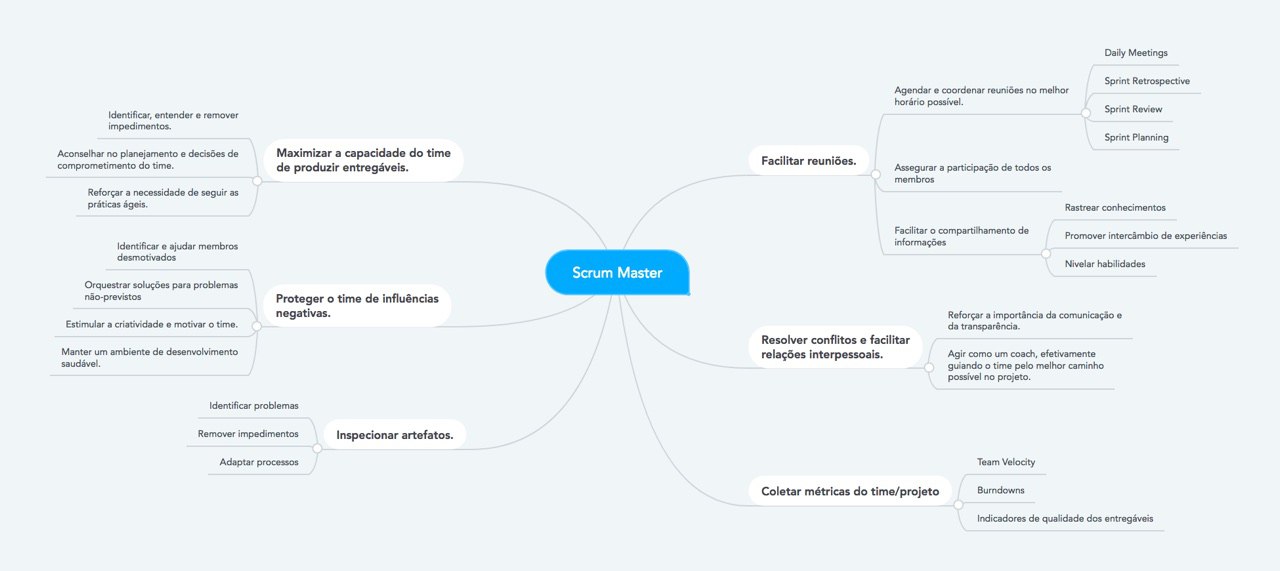 Scrum Master
Facilitar reuniões.
Agendar e coordenar reuniões no melhor
horário possível.
Daily Meetings
Sprint Retrospective
Sprint Review
Sprint Planning
Assegurar a participação de todos os
membros
Facilitar o compartilhamento de
informações
Rastrear conhecimentos
Promover intercâmbio de experiências
Nivelar habilidades
Resolver conflitos e facilitar
relações interpessoais.
Reforçar a importância da comunicação e
da transparência.
Agir como um coach, efetivamente
guiando o time pelo melhor caminho
possível no projeto.
Coletar métricas do time/projeto
Team Velocity
Burndowns
Indicadores de qualidade dos entregáveis
Maximizar a capacidade do time
de produzir entregáveis.
Identificar, entender e remover
impedimentos.
Aconselhar no planejamento e decisões de
comprometimento do time.
Reforçar a necessidade de seguir as
práticas ágeis.
Proteger o time de influências
negativas.
Identificar e ajudar membros
desmotivados
Orquestrar soluções para problemas
não-previstos
Estimular a criatividade e motivar o time.
Manter um ambiente de desenvolvimento
saudável.
Inspecionar artefatos.
Identificar problemas
Remover impedimentos
Adaptar processos